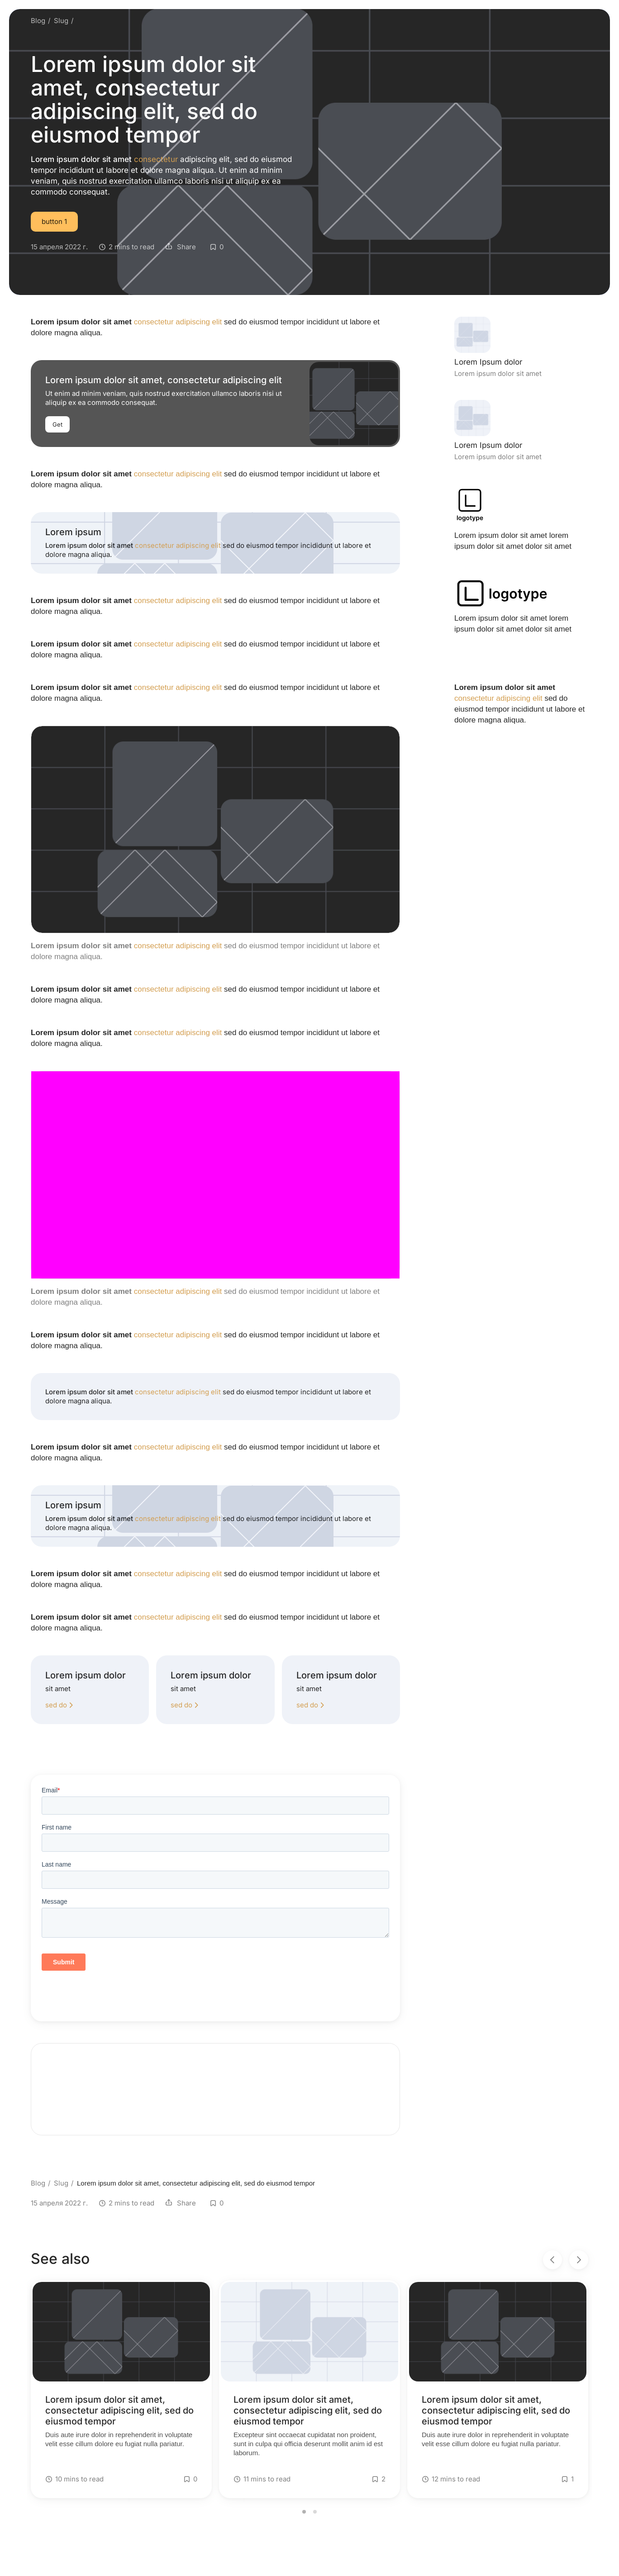 Blog / Slug /
Lorem ipsum dolor sit
amet, consectetur
adipiscing elit, sed do
eiusmod tempor
Lorem ipsum dolor sit amet consectetur adipiscing elit, sed do eiusmod
tempor incididunt ut labore et dolore magna aliqua. Ut enim ad minim
veniam, quis nostrud exercitation ullamco laboris nisi ut aliquip ex ea
commodo consequat.
button 1
15 апреля 2022 г. 2 mins to read Share 0
Lorem ipsum dolor sit amet consectetur adipiscing elit sed do eiusmod tempor incididunt ut labore et
dolore magna aliqua.
Lorem ipsum dolor sit amet, consectetur adipiscing elit
Ut enim ad minim veniam, quis nostrud exercitation ullamco laboris nisi ut
aliquip ex ea commodo consequat.
Get
Lorem ipsum dolor sit amet consectetur adipiscing elit sed do eiusmod tempor incididunt ut labore et
dolore magna aliqua.
Lorem ipsum
Lorem ipsum dolor sit amet consectetur adipiscing elit sed do eiusmod tempor incididunt ut labore et
dolore magna aliqua.
Lorem ipsum dolor sit amet consectetur adipiscing elit sed do eiusmod tempor incididunt ut labore et
dolore magna aliqua.
Lorem ipsum dolor sit amet consectetur adipiscing elit sed do eiusmod tempor incididunt ut labore et
dolore magna aliqua.
Lorem ipsum dolor sit amet consectetur adipiscing elit sed do eiusmod tempor incididunt ut labore et
dolore magna aliqua.
Lorem ipsum dolor sit amet consectetur adipiscing elit sed do eiusmod tempor incididunt ut labore et
dolore magna aliqua.
Lorem ipsum dolor sit amet consectetur adipiscing elit sed do eiusmod tempor incididunt ut labore et
dolore magna aliqua.
Lorem ipsum dolor sit amet consectetur adipiscing elit sed do eiusmod tempor incididunt ut labore et
dolore magna aliqua.
Lorem ipsum dolor sit amet consectetur adipiscing elit sed do eiusmod tempor incididunt ut labore et
dolore magna aliqua.
Lorem ipsum dolor sit amet consectetur adipiscing elit sed do eiusmod tempor incididunt ut labore et
dolore magna aliqua.
Lorem ipsum dolor sit amet consectetur adipiscing elit sed do eiusmod tempor incididunt ut labore et
dolore magna aliqua.
Lorem ipsum dolor sit amet consectetur adipiscing elit sed do eiusmod tempor incididunt ut labore et
dolore magna aliqua.
Lorem ipsum
Lorem ipsum dolor sit amet consectetur adipiscing elit sed do eiusmod tempor incididunt ut labore et
dolore magna aliqua.
Lorem ipsum dolor sit amet consectetur adipiscing elit sed do eiusmod tempor incididunt ut labore et
dolore magna aliqua.
Lorem ipsum dolor sit amet consectetur adipiscing elit sed do eiusmod tempor incididunt ut labore et
dolore magna aliqua.
Lorem ipsum dolor
sit amet
sed do
Lorem ipsum dolor
sit amet
sed do
Lorem ipsum dolor
sit amet
sed do
Email*
First name
Last name
Message
Submit
Lorem Ipsum dolor
Lorem ipsum dolor sit amet
Lorem Ipsum dolor
Lorem ipsum dolor sit amet
logotype
Lorem ipsum dolor sit amet lorem
ipsum dolor sit amet dolor sit amet
logotype
Lorem ipsum dolor sit amet lorem
ipsum dolor sit amet dolor sit amet
Lorem ipsum dolor sit amet
consectetur adipiscing elit sed do
eiusmod tempor incididunt ut labore et
dolore magna aliqua.
Blog / Slug / Lorem ipsum dolor sit amet, consectetur adipiscing elit, sed do eiusmod tempor
15 апреля 2022 г. 2 mins to read Share 0
See also
Lorem ipsum dolor sit amet,
consectetur adipiscing elit, sed do
eiusmod tempor
Duis aute irure dolor in reprehenderit in voluptate
velit esse cillum dolore eu fugiat nulla pariatur.
10 mins to read 0
Lorem ipsum dolor sit amet,
consectetur adipiscing elit, sed do
eiusmod tempor
Excepteur sint occaecat cupidatat non proident,
sunt in culpa qui officia deserunt mollit anim id est
laborum.
11 mins to read 2
Lorem ipsum dolor sit amet,
consectetur adipiscing elit, sed do
eiusmod tempor
Duis aute irure dolor in reprehenderit in voluptate
velit esse cillum dolore eu fugiat nulla pariatur.
12 mins to read 1